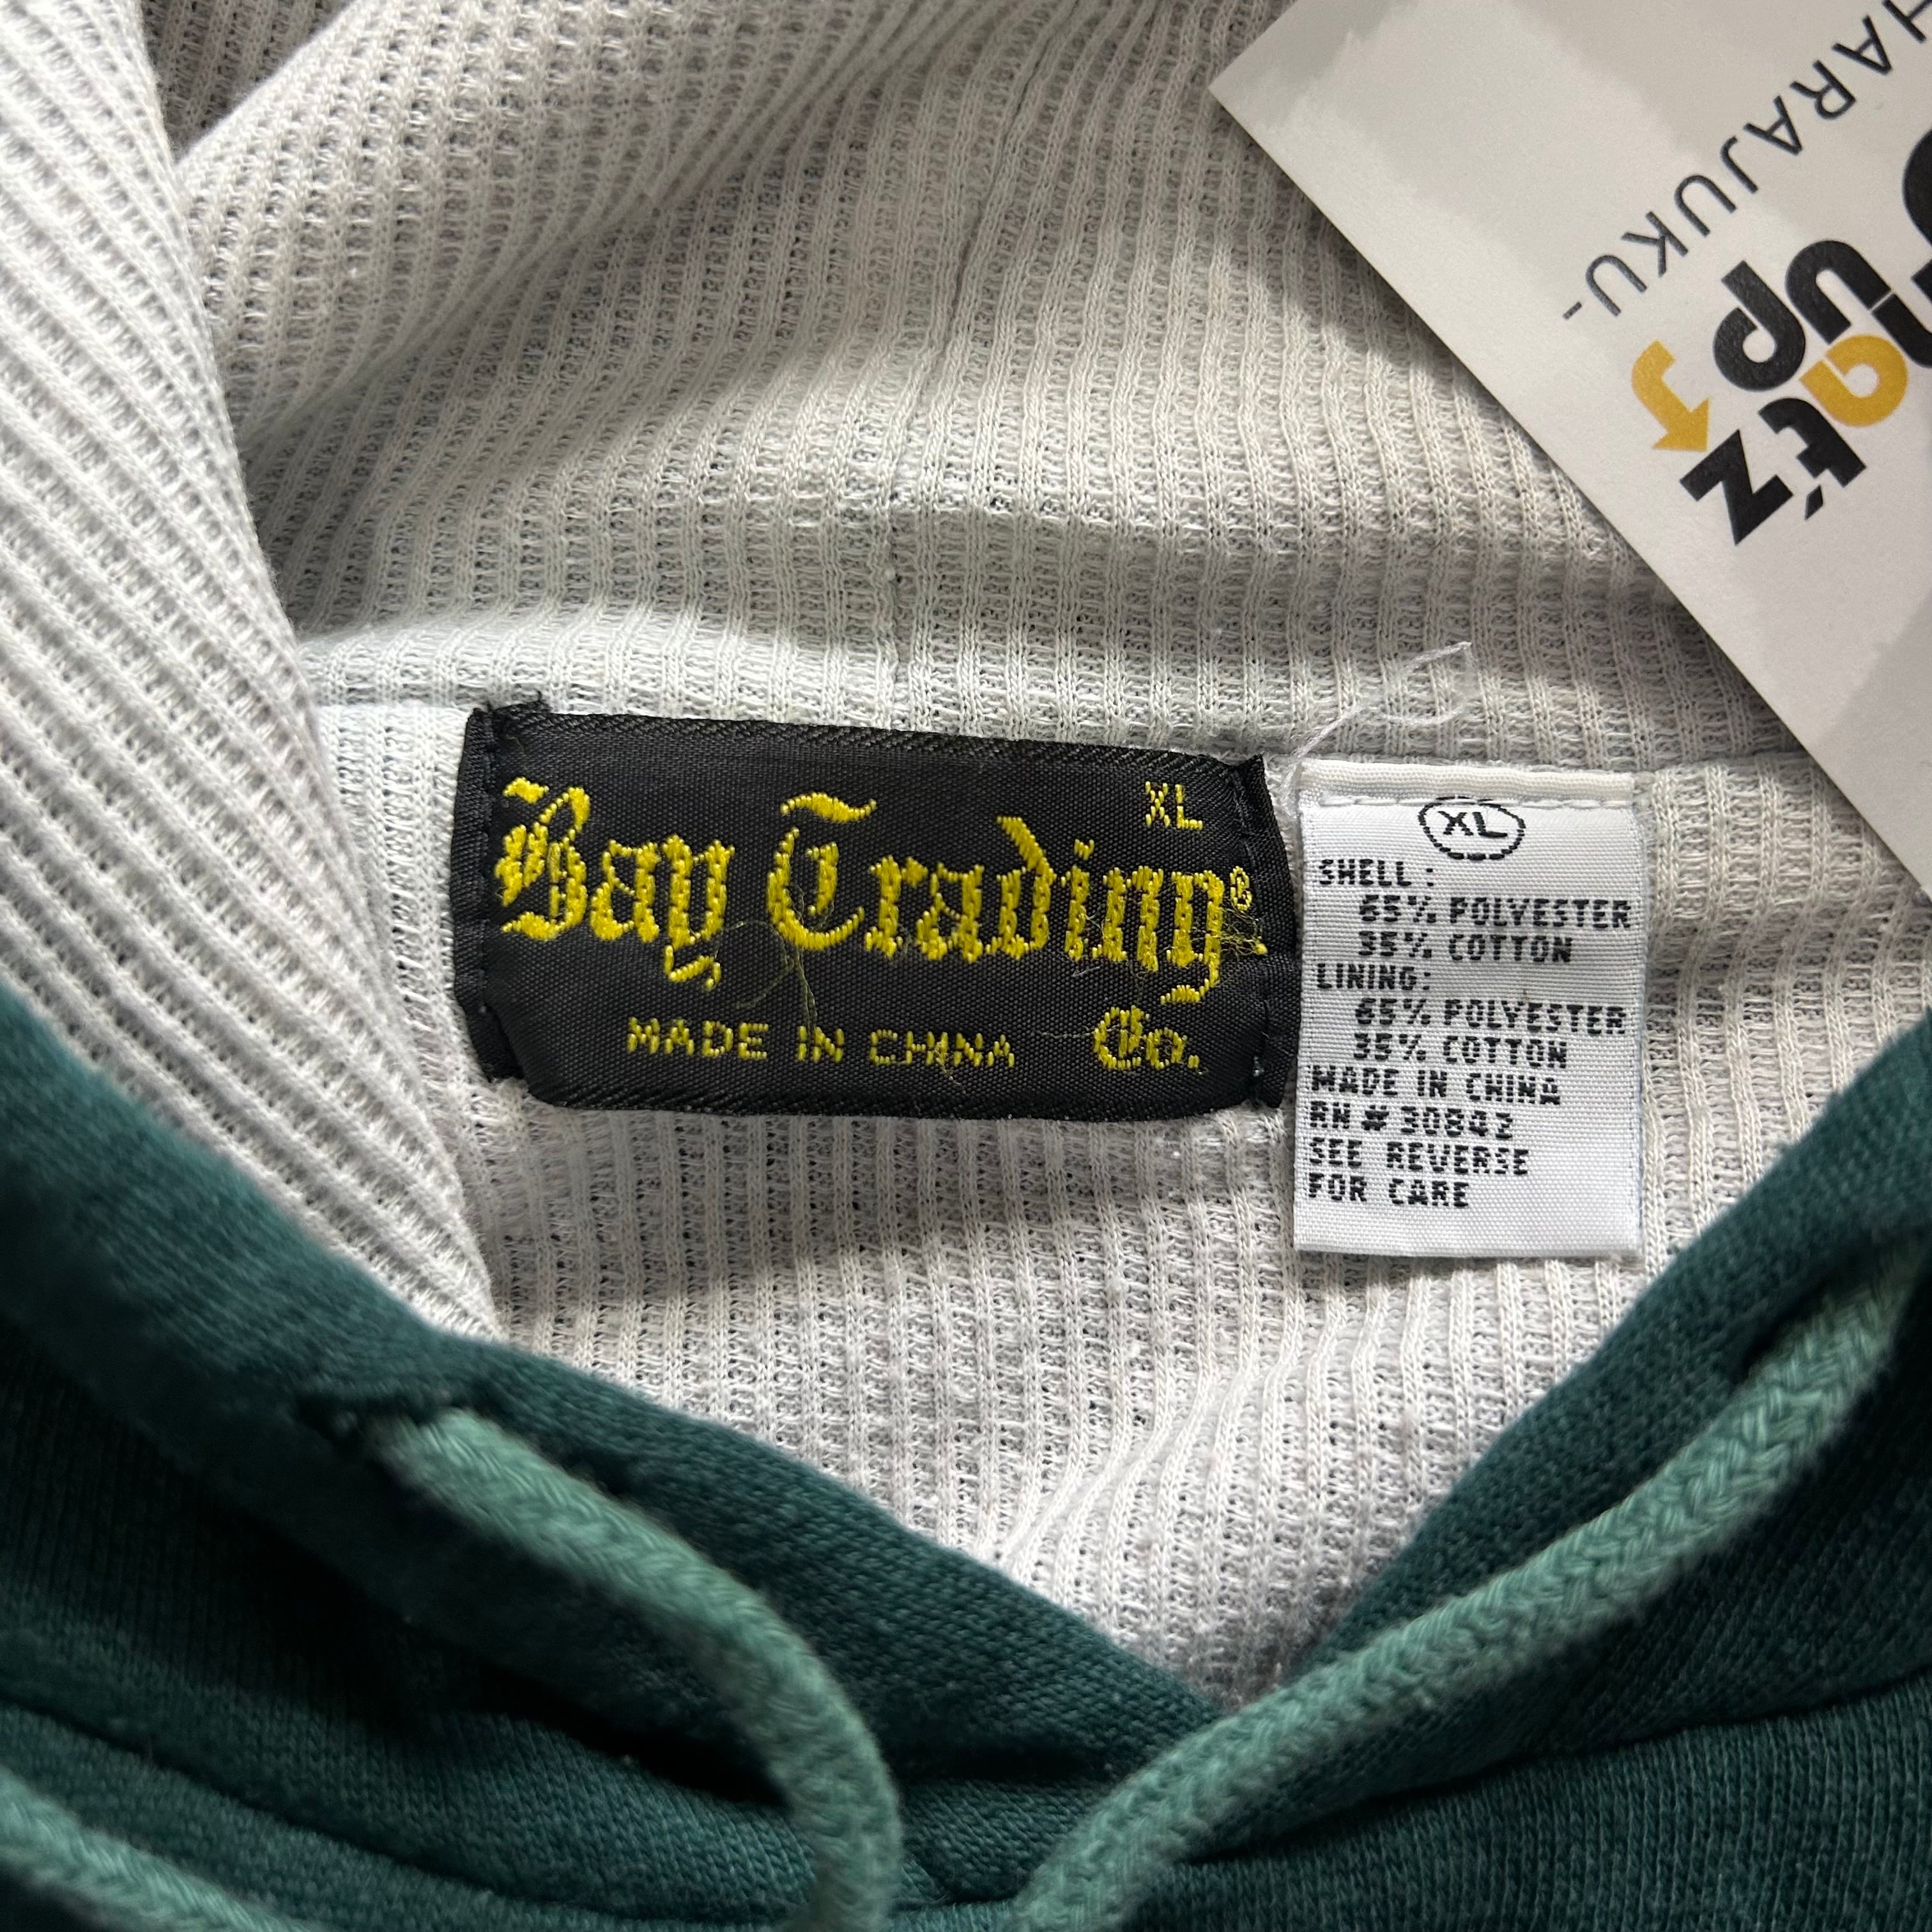 HARAJUKU-
UP
at'z
XL
Bay Trading®
MADE IN CHINA Co.
XL
SHELL:
65% POLYESTER
35% COTTON
LINING:
65% POLYESTER
35% COTTON
MADE IN CHINA
RN # 30842
SEE REVERSE
FOR CARE